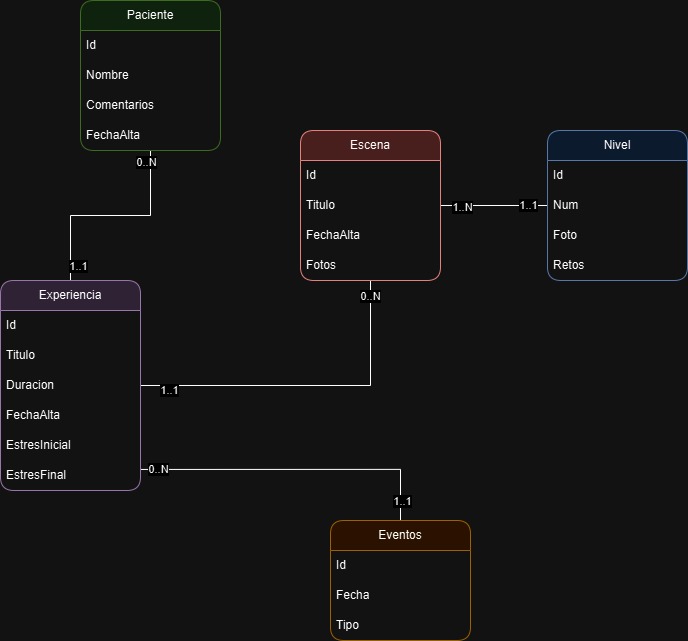 Paciente
Id
Nombre
Comentarios
FechaAlta
0..N
1..1
Escena
Id
Titulo
FechaAlta
Fotos
1..N
1..1
0..N
Nivel
Id
Num
Foto
Retos
Experiencia
Id
Titulo
Duracion
FechaAlta
EstresInicial
EstresFinal
1..1
0..N
1..1
Eventos
Id
Fecha
Tipo